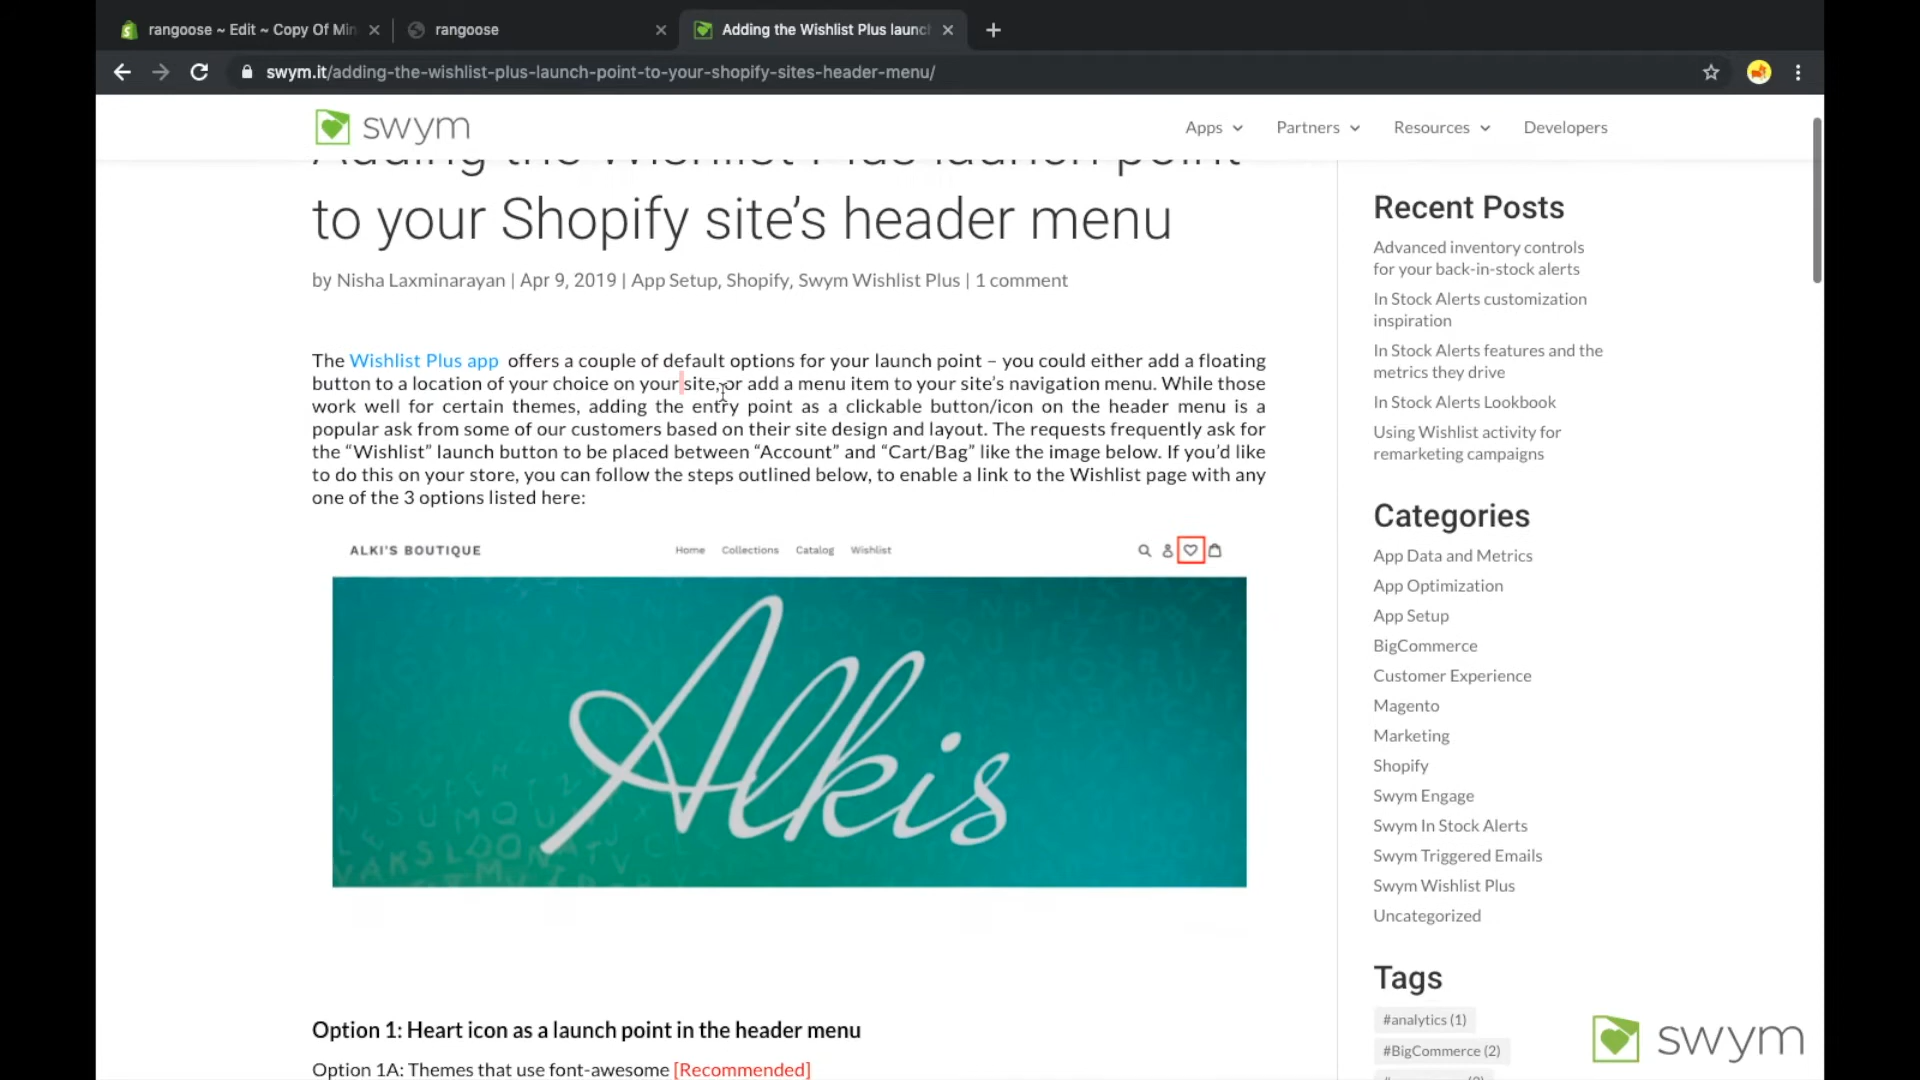 rangoose ~ Edit ~ Copy Of Min
rangoose
Adding the Wishlist Plus launc
swym.it/adding-the-wishlist-plus-launch-point-to-your-shopify-sites-header-menu/
swym
Apps
Partners
Resources
Developers
Adding the Wishlist Plus launch point
to your Shopify site’s header menu
by Nisha Laxminarayan | Apr 9, 2019 | App Setup, Shopify, Swym Wishlist Plus | 1 comment
The Wishlist Plus app offers a couple of default options for your launch point – you could either add a floating
button to a location of your choice on your site, or add a menu item to your site’s navigation menu. While those
work well for certain themes, adding the entry point as a clickable button/icon on the header menu is a
popular ask from some of our customers based on their site design and layout. The requests frequently ask for
the “Wishlist” launch button to be placed between “Account” and “Cart/Bag” like the image below. If you’d like
to do this on your store, you can follow the steps outlined below, to enable a link to the Wishlist page with any
one of the 3 options listed here:
ALKI'S BOUTIQUE
Home
Collections
Catalog
Wishlist
Alkis
Option 1: Heart icon as a launch point in the header menu
Option 1A: Themes that use font-awesome [Recommended]
Recent Posts
Advanced inventory controls
for your back-in-stock alerts
In Stock Alerts customization
inspiration
In Stock Alerts features and the
metrics they drive
In Stock Alerts Lookbook
Using Wishlist activity for
remarketing campaigns
Categories
App Data and Metrics
App Optimization
App Setup
BigCommerce
Customer Experience
Magento
Marketing
Shopify
Swym Engage
Swym In Stock Alerts
Swym Triggered Emails
Swym Wishlist Plus
Uncategorized
Tags
#analytics (1)
#BigCommerce (2)
swym